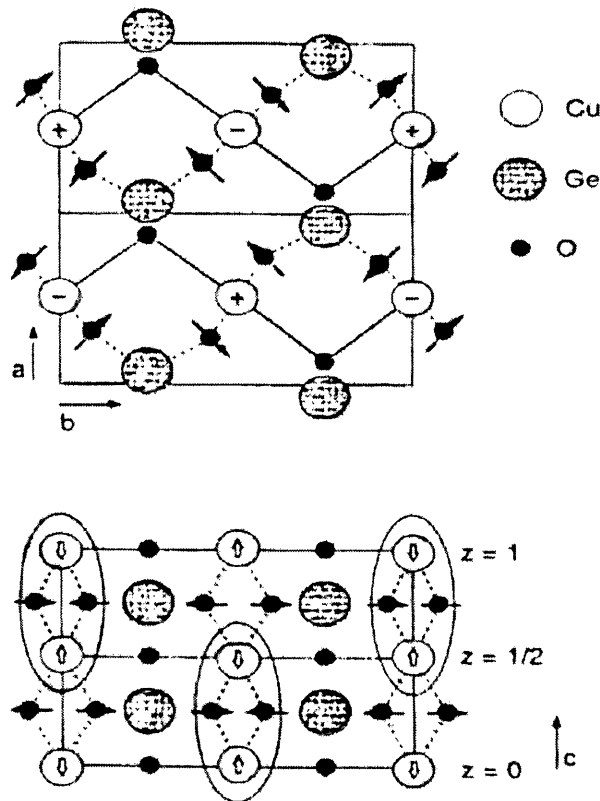 Cu
+ − +
Ge
O
− + −
a
b
z = 1
z = 1/2
c
z = 0